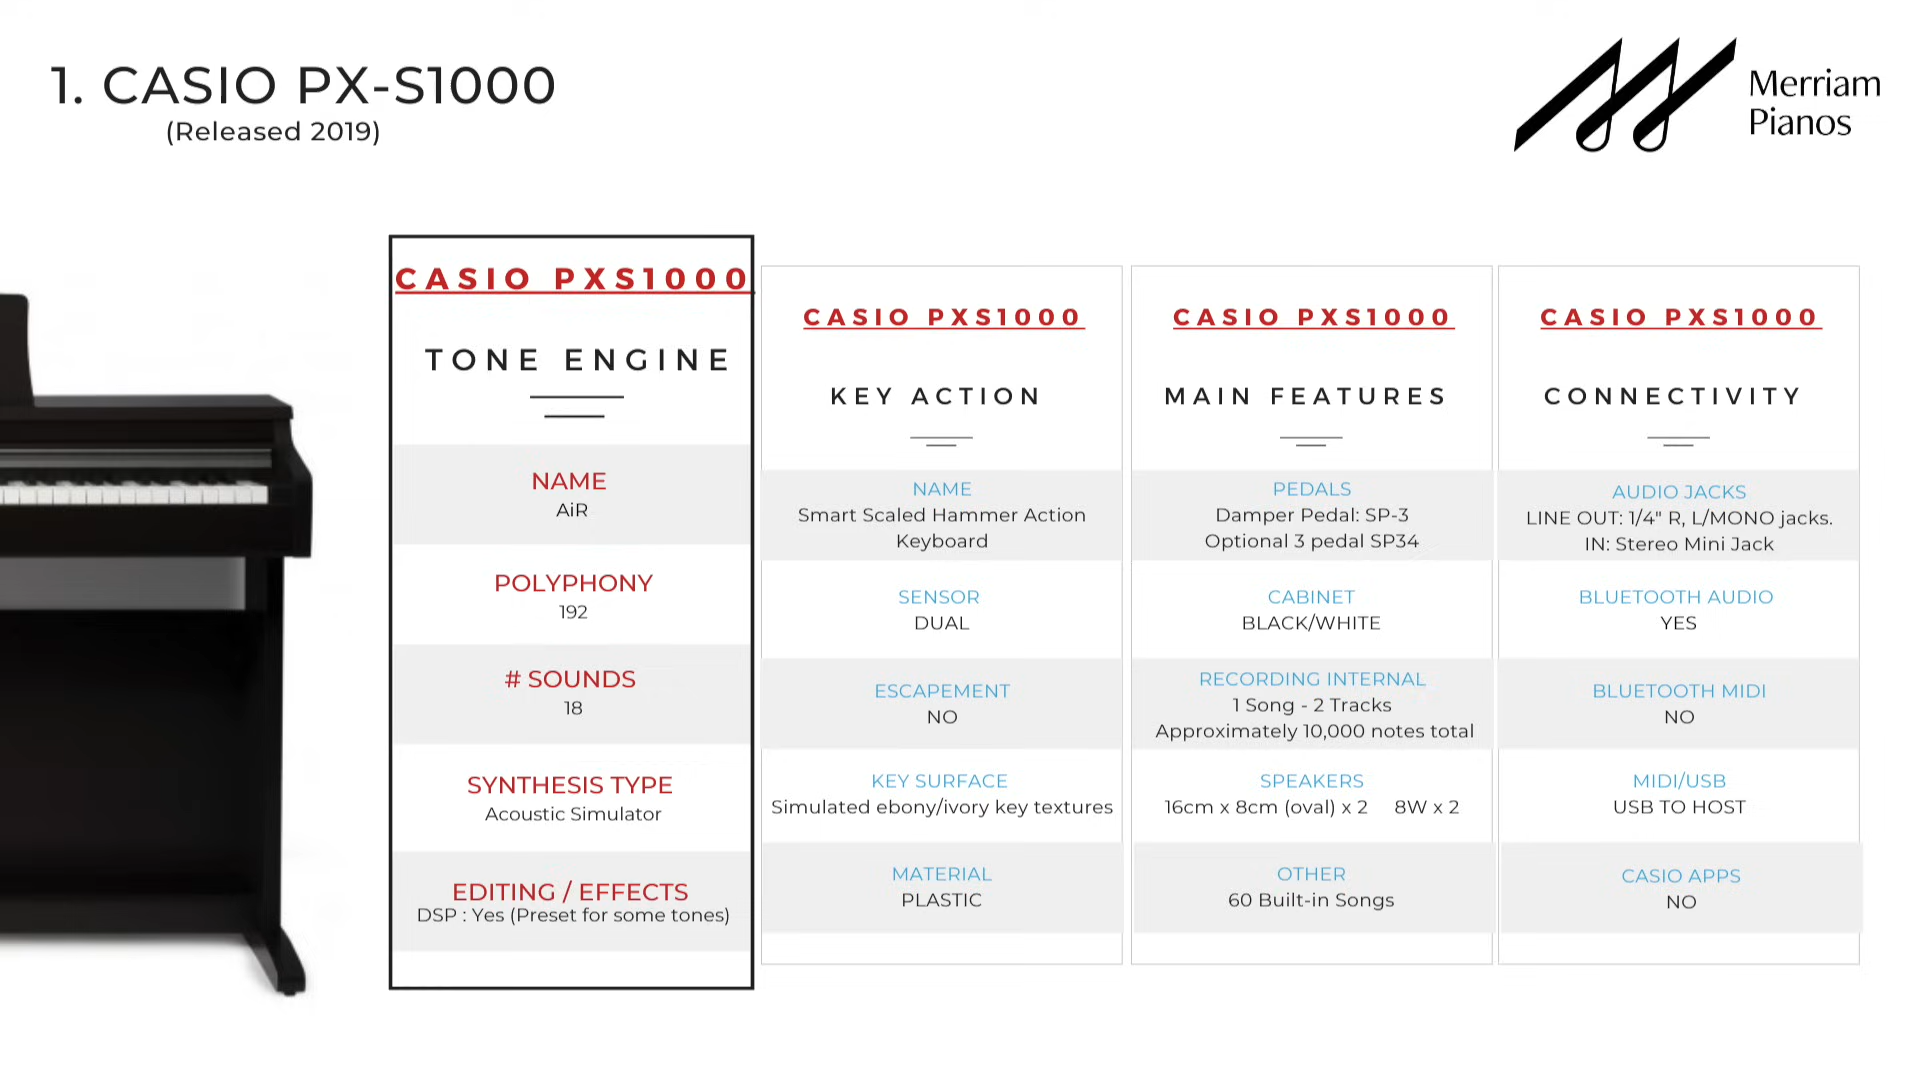 1. CASIO PX-S1000
(Released 2019)
Merriam
Pianos
CASIO PXS1000
TONE ENGINE
NAME
AiR
POLYPHONY
192
# SOUNDS
18
SYNTHESIS TYPE
Acoustic Simulator
EDITING / EFFECTS
DSP : Yes (Preset for some tones)
CASIO PXS1000
KEY ACTION
NAME
Smart Scaled Hammer Action
Keyboard
SENSOR
DUAL
ESCAPEMENT
NO
KEY SURFACE
Simulated ebony/ivory key textures
MATERIAL
PLASTIC
CASIO PXS1000
MAIN FEATURES
PEDALS
Damper Pedal: SP-3
Optional 3 pedal SP34
CABINET
BLACK/WHITE
RECORDING INTERNAL
1 Song - 2 Tracks
Approximately 10,000 notes total
SPEAKERS
16cm x 8cm (oval) x 2 8W x 2
OTHER
60 Built-in Songs
CASIO PXS1000
CONNECTIVITY
AUDIO JACKS
LINE OUT: 1/4" R, L/MONO jacks.
IN: Stereo Mini Jack
BLUETOOTH AUDIO
YES
BLUETOOTH MIDI
NO
MIDI/USB
USB TO HOST
CASIO APPS
NO